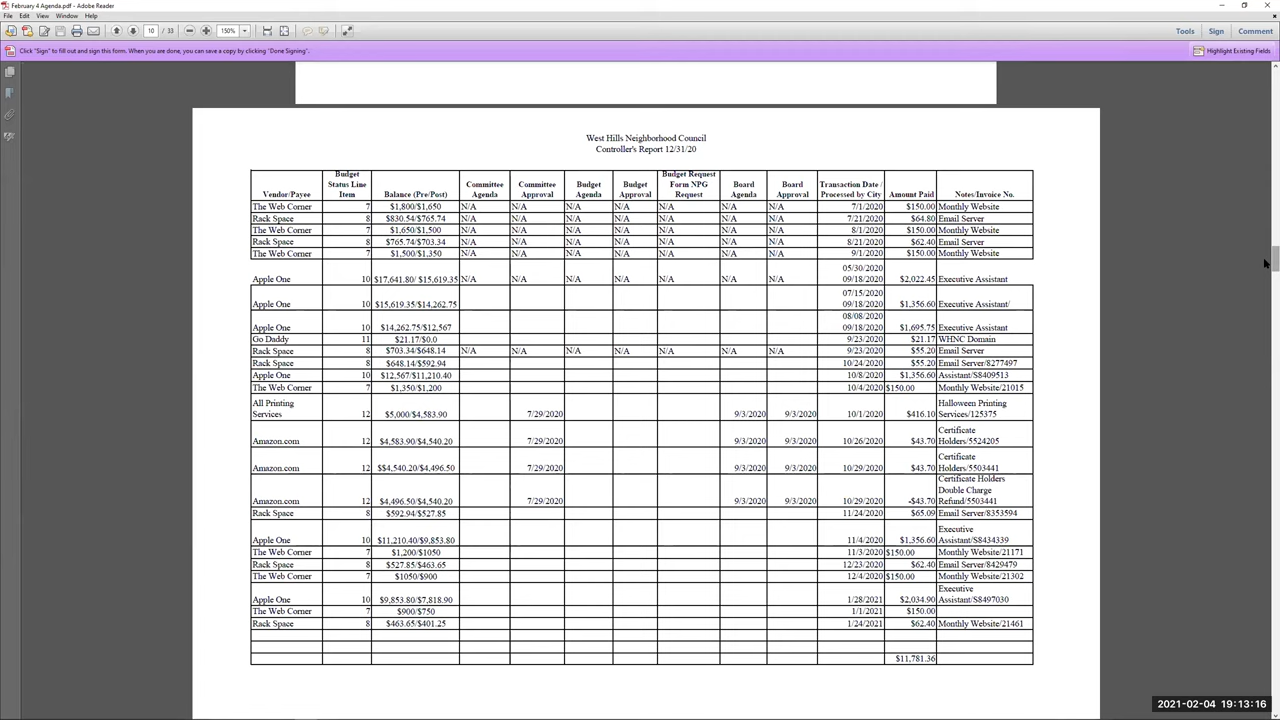 February 4 Agenda.pdf - Adobe Reader
File Edit View Window Help
10 / 33 150% Tools Sign Comment
Click "Sign" to fill out and sign this form. When you are done, you can save a copy by clicking "Done Signing". Highlight Existing Fields
West Hills Neighborhood Council
Controller's Report 12/31/20
Vendor/Payee Budget Status Line Item Balance (Pre/Post) Committee Agenda Committee Approval Budget Agenda Budget Approval Budget Request Form NPG Request Board Agenda Board Approval Transaction Date / Processed by City Amount Paid Notes/Invoice No.
The Web Corner 7 $1,800/$1,650 N/A N/A N/A N/A N/A N/A N/A 7/1/2020 $150.00 Monthly Website
Rack Space 8 $830.54/$765.74 N/A N/A N/A N/A N/A N/A N/A 7/21/2020 $64.80 Email Server
The Web Corner 7 $1,650/$1,500 N/A N/A N/A N/A N/A N/A N/A 8/1/2020 $150.00 Monthly Website
Rack Space 8 $765.74/703.34 N/A N/A N/A N/A N/A N/A N/A 8/21/2020 $62.40 Email Server
The Web Corner 7 $1,500/$1,350 N/A N/A N/A N/A N/A N/A N/A 9/1/2020 $150.00 Monthly Website
05/30/2020
Apple One 10 $17,641.80/ $15,619.35 N/A N/A N/A N/A N/A N/A N/A 09/18/2020 $2,022.45 Executive Assistant
07/15/2020
Apple One 10 $15,619.35/$14,262.75 09/18/2020 $1,356.60 Executive Assistant/
08/08/2020
Apple One 10 $14,262.75/$12,567 09/18/2020 $1,695.75 Executive Assistant
Go Daddy 11 $21.17/$0.0 9/23/2020 $21.17 WHNC Domain
Rack Space 8 $703.34/$648.14 N/A N/A N/A N/A N/A N/A N/A 9/23/2020 $55.20 Email Server
Rack Space 8 $648.14/$592.94 10/24/2020 $55.20 Email Server/8277497
Apple One 10 $12,567/$11,210.40 10/8/2020 $1,356.60 Assistant/S8409513
The Web Corner 7 $1,350/$1,200 10/4/2020 $150.00 Monthly Website/21015
All Printing Halloween Printing
Services 12 $5,000/$4,583.90 7/29/2020 9/3/2020 9/3/2020 10/1/2020 $416.10 Services/125375
Certificate
Amazon.com 12 $4,583.90/$4,540.20 7/29/2020 9/3/2020 9/3/2020 10/26/2020 $43.70 Holders/5524205
Certificate
Amazon.com 12 $$4,540.20/$4,496.50 7/29/2020 9/3/2020 9/3/2020 10/29/2020 $43.70 Holders/5503441
Certificate Holders
Double Charge
Amazon.com 12 $4,496.50/$4,540.20 7/29/2020 9/3/2020 9/3/2020 10/29/2020 -$43.70 Refund/5503441
Rack Space 8 $592.94/$527.85 11/24/2020 $65.09 Email Server/8353594
Executive
Apple One 10 $11,210.40/$9,853.80 11/4/2020 $1,356.60 Assistant/S8434339
The Web Corner 7 $1,200/$1050 11/3/2020 $150.00 Monthly Website/21171
Rack Space 8 $527.85/$463.65 12/23/2020 $62.40 Email Server/8429479
The Web Corner 7 $1050/$900 12/4/2020 $150.00 Monthly Website/21302
Executive
Apple One 10 $9,853.80/$7,818.90 1/28/2021 $2,034.90 Assistant/S8497030
The Web Corner 7 $900/$750 1/1/2021 $150.00
Rack Space 8 $463.65/$401.25 1/24/2021 $62.40 Monthly Website/21461
$11,781.36
2021-02-04 19:13:16